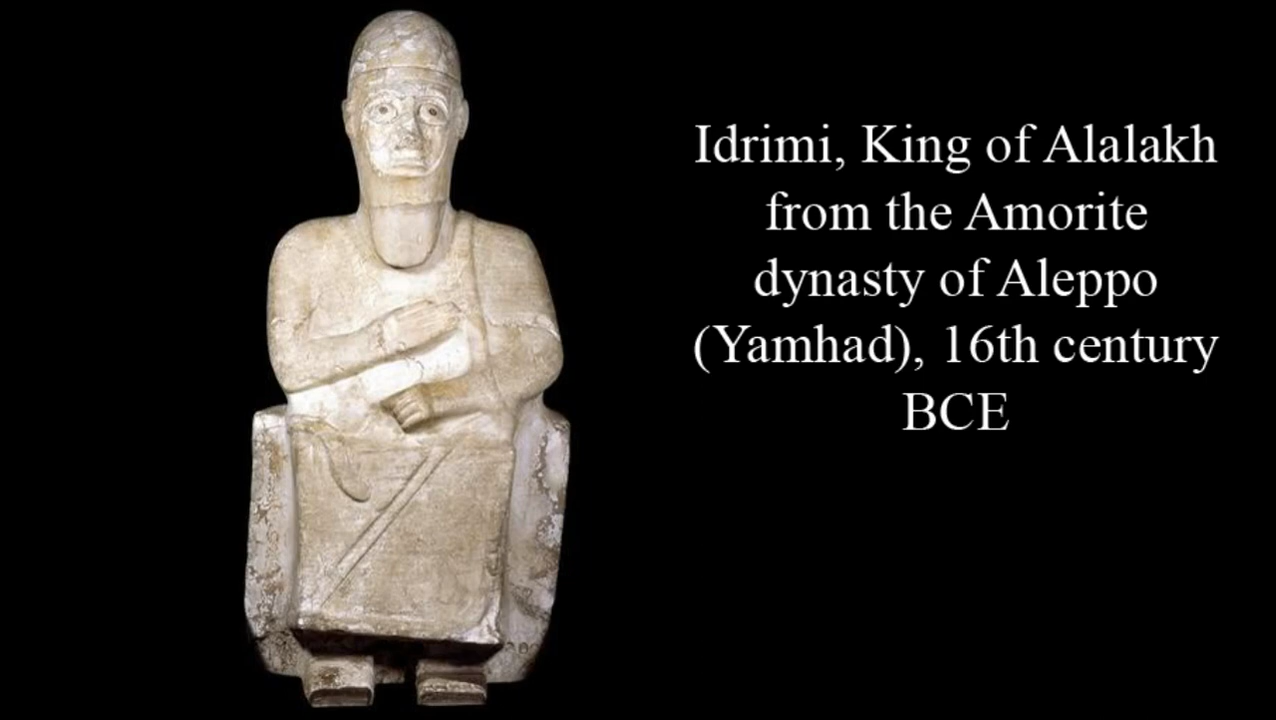 Idrimi, King of Alalakh
from the Amorite
dynasty of Aleppo
(Yamhad), 16th century
BCE